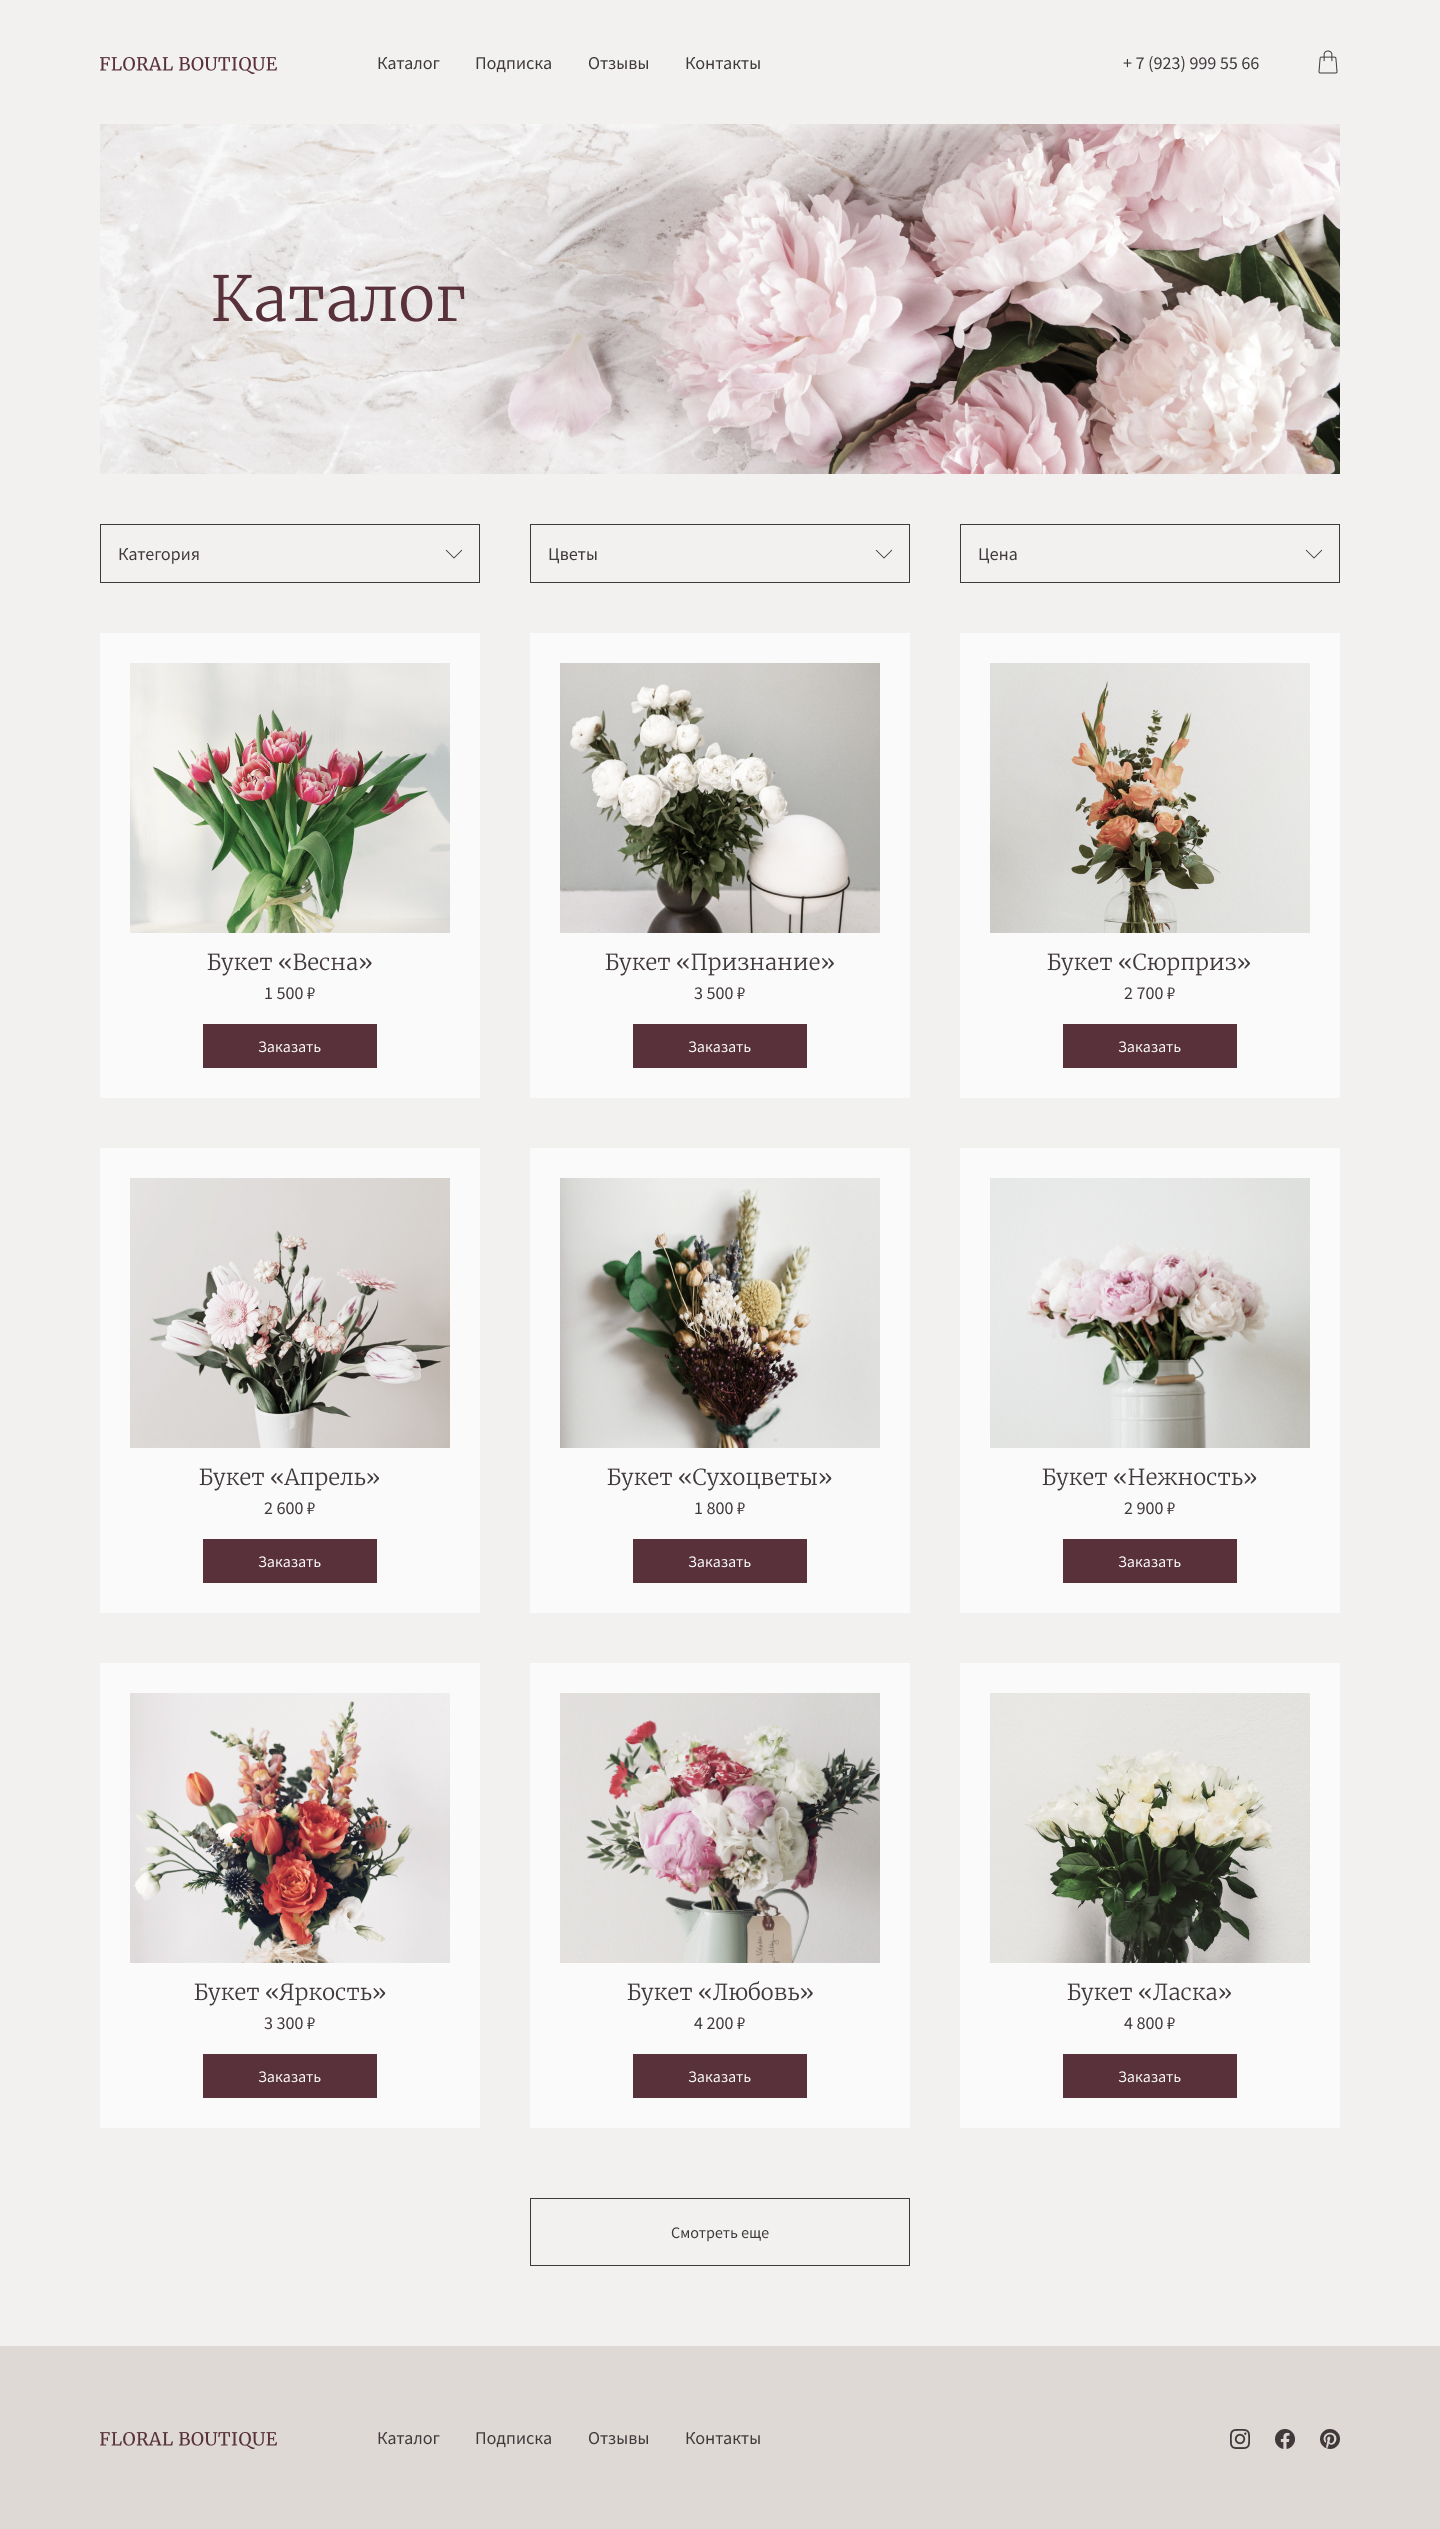 FLORAL BOUTIQUE Каталог Подписка Отзывы Контакты + 7 (923) 999 55 66
Каталог
Категория Цветы Цена
Букет «Весна» Букет «Признание» Букет «Сюрприз»
1 500 ₽ 3 500 ₽ 2 700 ₽
Заказать Заказать Заказать
Букет «Апрель» Букет «Сухоцветы» Букет «Нежность»
2 600 ₽ 1 800 ₽ 2 900 ₽
Заказать Заказать Заказать
Букет «Яркость» Букет «Любовь» Букет «Ласка»
3 300 ₽ 4 200 ₽ 4 800 ₽
Заказать Заказать Заказать
Смотреть еще
FLORAL BOUTIQUE Каталог Подписка Отзывы Контакты